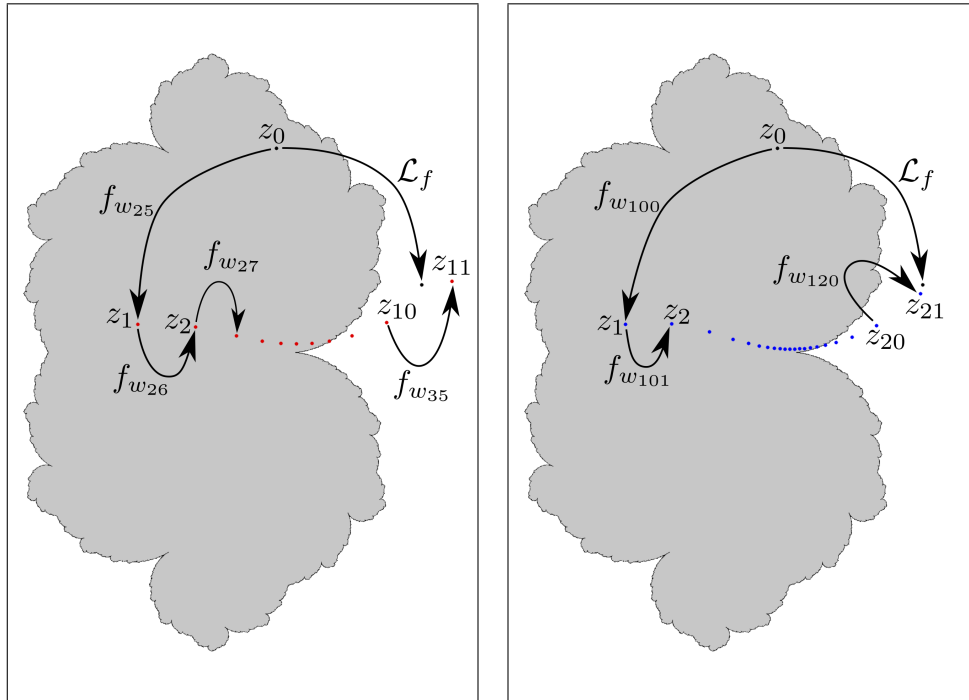 z₀
𝓛_f
f_{w₂₅}
f_{w₂₇}
z₁₁
z₁
z₂
z₁₀
f_{w₂₆}
f_{w₃₅}
z₀
𝓛_f
f_{w₁₀₀}
f_{w₁₂₀}
z₁
z₂
z₂₁
z₂₀
f_{w₁₀₁}